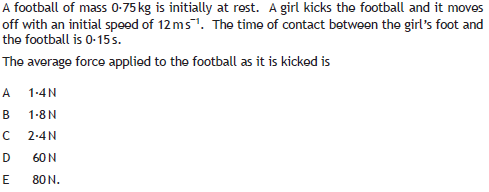 A football of mass 0·75 kg is initially at rest.  A girl kicks the football and it moves
off with an initial speed of 12 m s⁻¹.  The time of contact between the girl's foot and
the football is 0·15 s.
The average force applied to the football as it is kicked is
A 1·4 N
B 1·8 N
C 2·4 N
D 60 N
E 80 N.